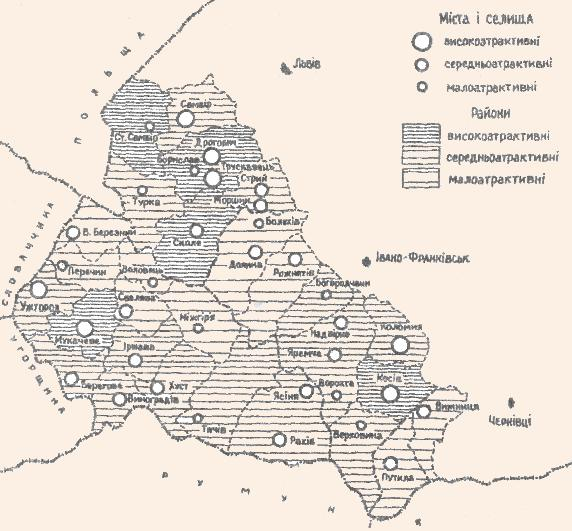 Міста і селища
високоатрактивні
середньоатрактивні
малоатрактивні
Райони
високоатрактивні
середньоатрактивні
малоатрактивні
ПОЛЬЩА
СЛОВАЧЧИНА
УГОРЩИНА
РУМУНІЯ
Львів
Івано-Франківськ
Чернівці
Самбір
Ст. Самбір
Дрогобич
Борислав
Трускавець
Стрий
Моршин
Турка
Болехів
Сколе
В. Березний
Долина
Рожнятів
Перечин
Воловець
Богородчани
Ужгород
Свалява
Міжгір'я
Надвірна
Коломия
Мукачеве
Іршава
Яремча
Косів
Берегове
Хуст
Ясіня
Ворохта
Виноградів
Вижниця
Тячів
Рахів
Верховина
Путила